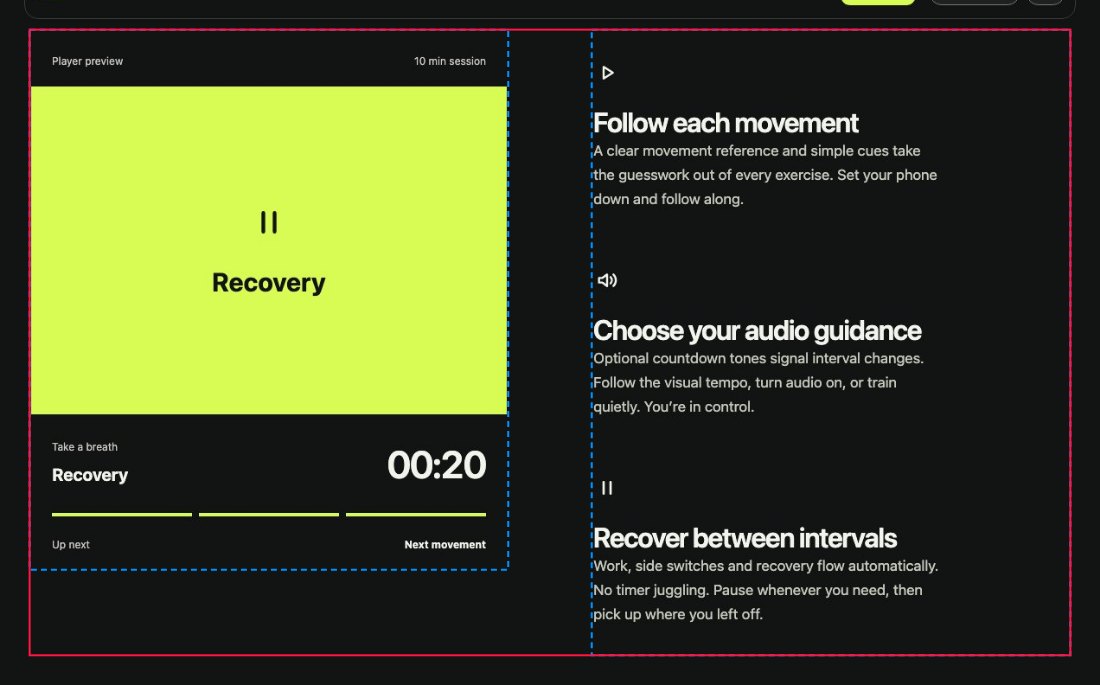 Player preview
10 min session
Recovery
Take a breath
Recovery
00:20
Up next
Next movement
Follow each movement
A clear movement reference and simple cues take
the guesswork out of every exercise. Set your phone
down and follow along.
Choose your audio guidance
Optional countdown tones signal interval changes.
Follow the visual tempo, turn audio on, or train
quietly. You’re in control.
Recover between intervals
Work, side switches and recovery flow automatically.
No timer juggling. Pause whenever you need, then
pick up where you left off.